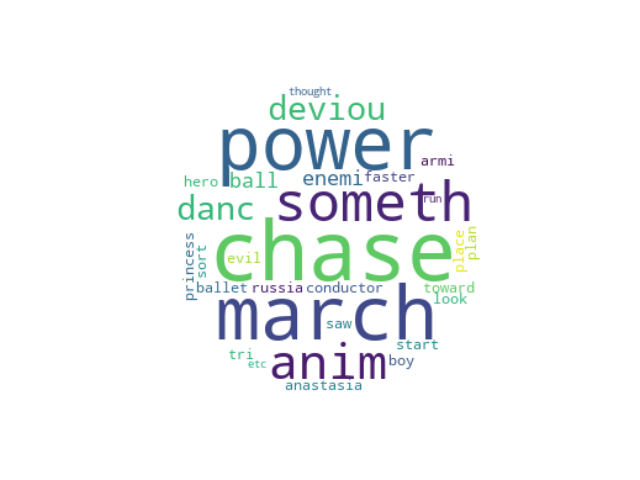 thought
deviou
power
armi
hero ball enemi faster
danc someth run
chase
princess sort evil place plan
ballet russia conductor toward
march look
saw
start
tri anim boy
etc
anastasia